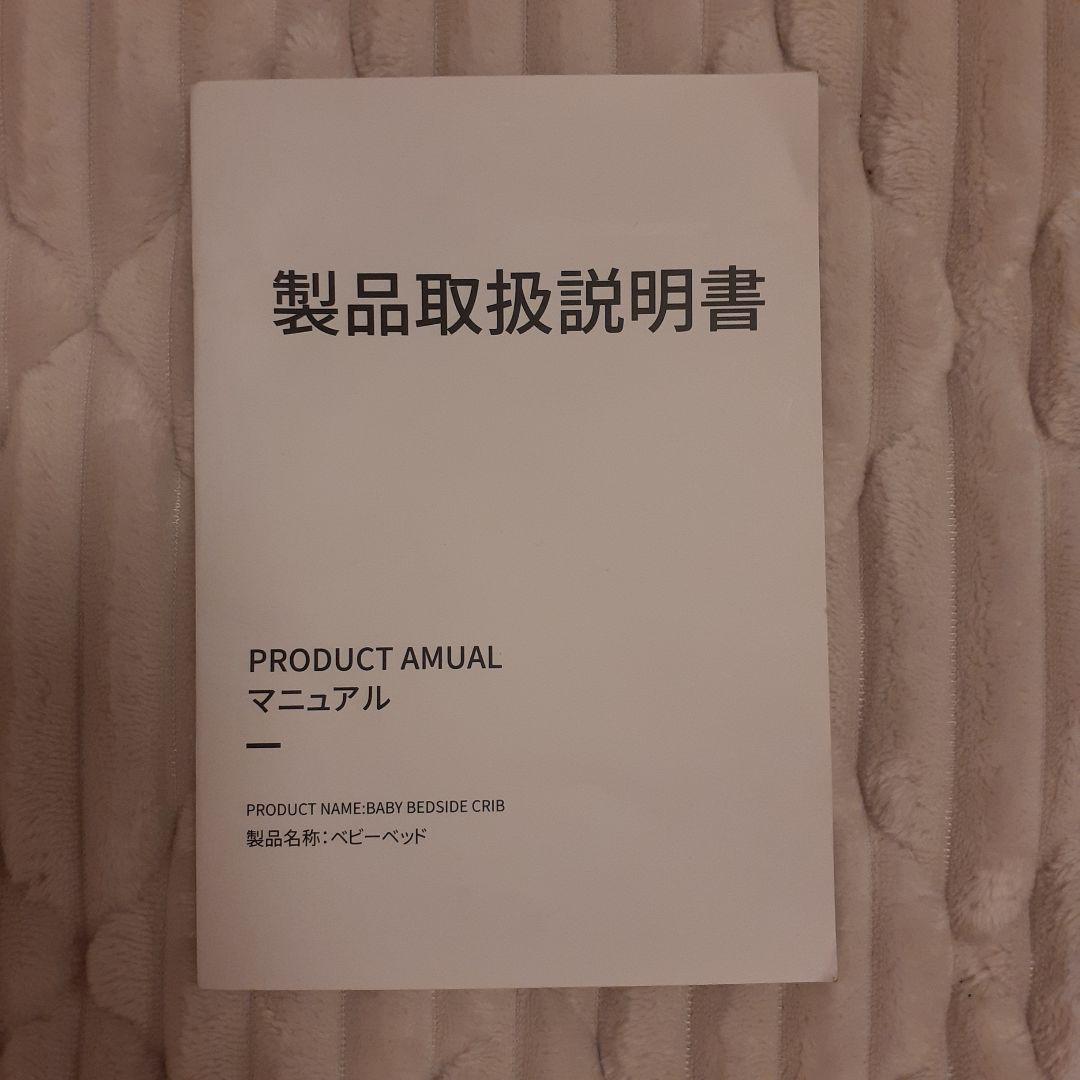 製品取扱説明書
PRODUCT AMUAL
マニュアル
PRODUCT NAME:BABY BEDSIDE CRIB
製品名称：ベビーベッド